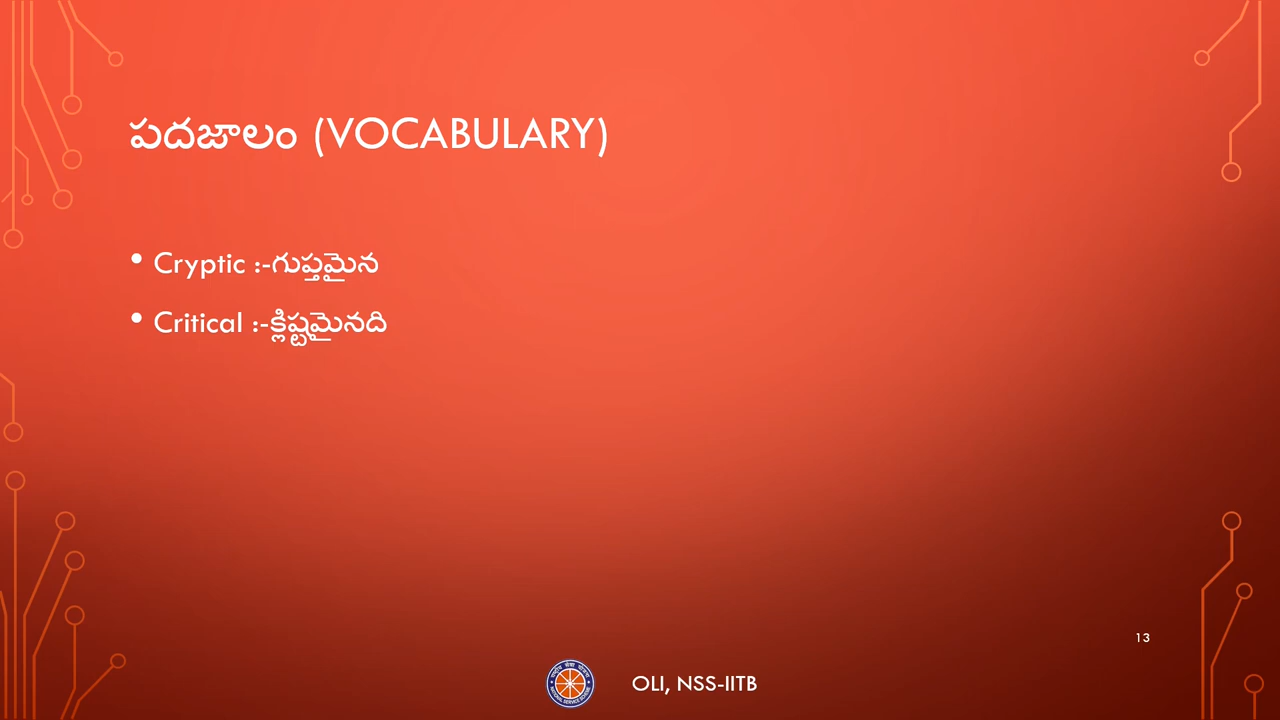 పదజాలం (VOCABULARY)
• Cryptic :-గుప్తమైన
• Critical :-క్లిష్టమైనది
13
OLI, NSS-IITB